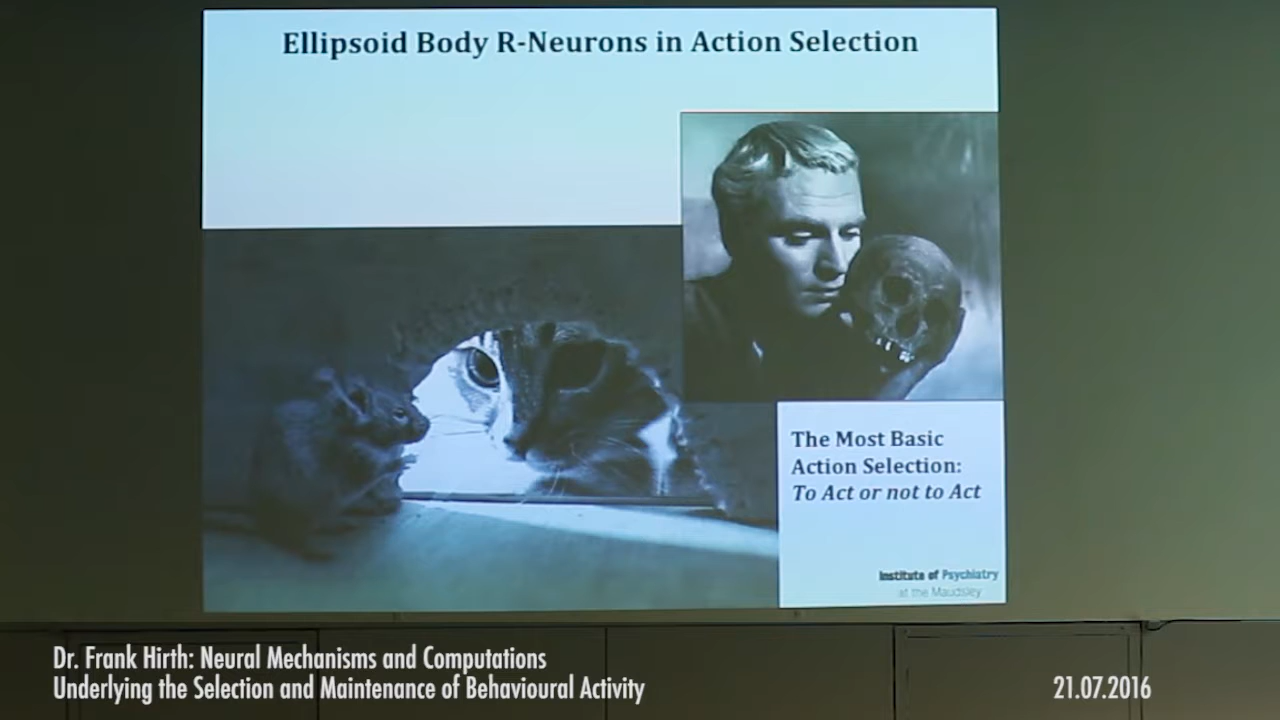 Ellipsoid Body R-Neurons in Action Selection
The Most Basic
Action Selection:
To Act or not to Act
Institute of Psychiatry
at the Maudsley
Dr. Frank Hirth: Neural Mechanisms and Computations
Underlying the Selection and Maintenance of Behavioural Activity
21.07.2016